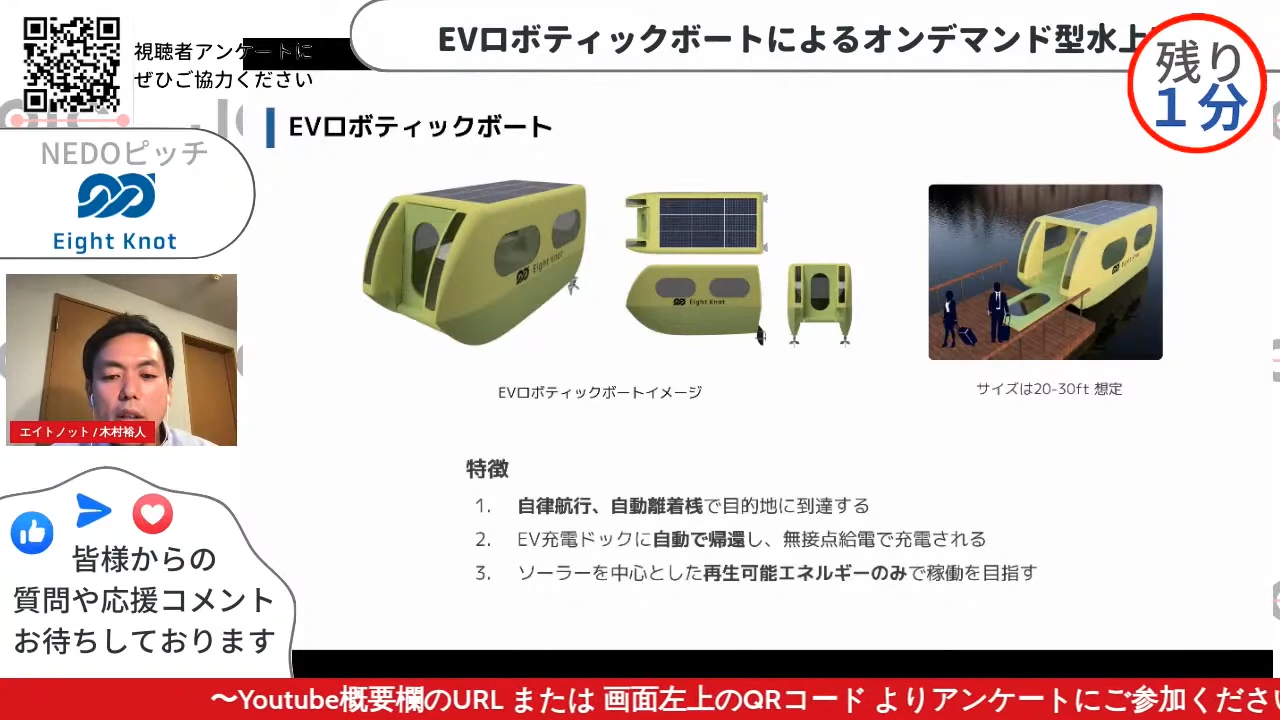 視聴者アンケートに
ぜひご協力ください
EVロボティックボートによるオンデマンド型水上
残り
1分
EVロボティックボート
NEDOピッチ
Eight Knot
エイトノット / 木村裕人
Eight Knot
Eight Knot
EVロボティックボートイメージ
サイズは20-30ft 想定
特徴
1. 自律航行、自動離着桟で目的地に到達する
2. EV充電ドックに自動で帰還し、無接点給電で充電される
3. ソーラーを中心とした再生可能エネルギーのみで稼働を目指す
皆様からの
質問や応援コメント
お待ちしております
〜Youtube概要欄のURL または 画面左上のQRコード よりアンケートにご参加くださ